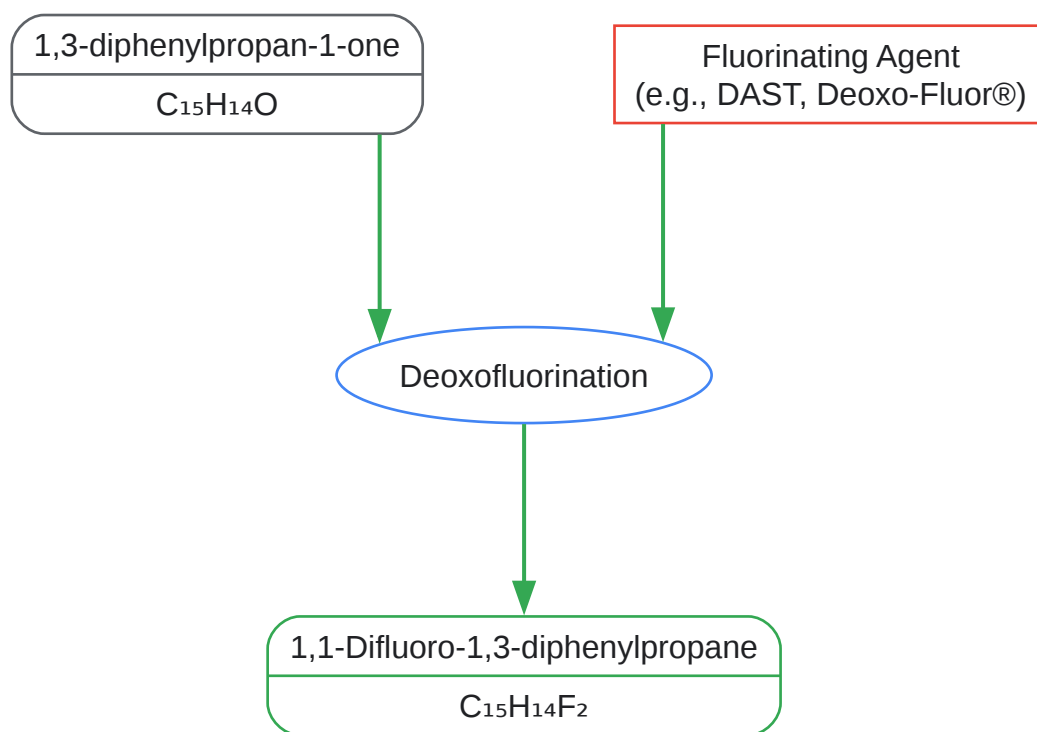 1,3-diphenylpropan-1-one
C₁₅H₁₄O
Fluorinating Agent
(e.g., DAST, Deoxo-Fluor®)
Deoxofluorination
1,1-Difluoro-1,3-diphenylpropane
C₁₅H₁₄F₂